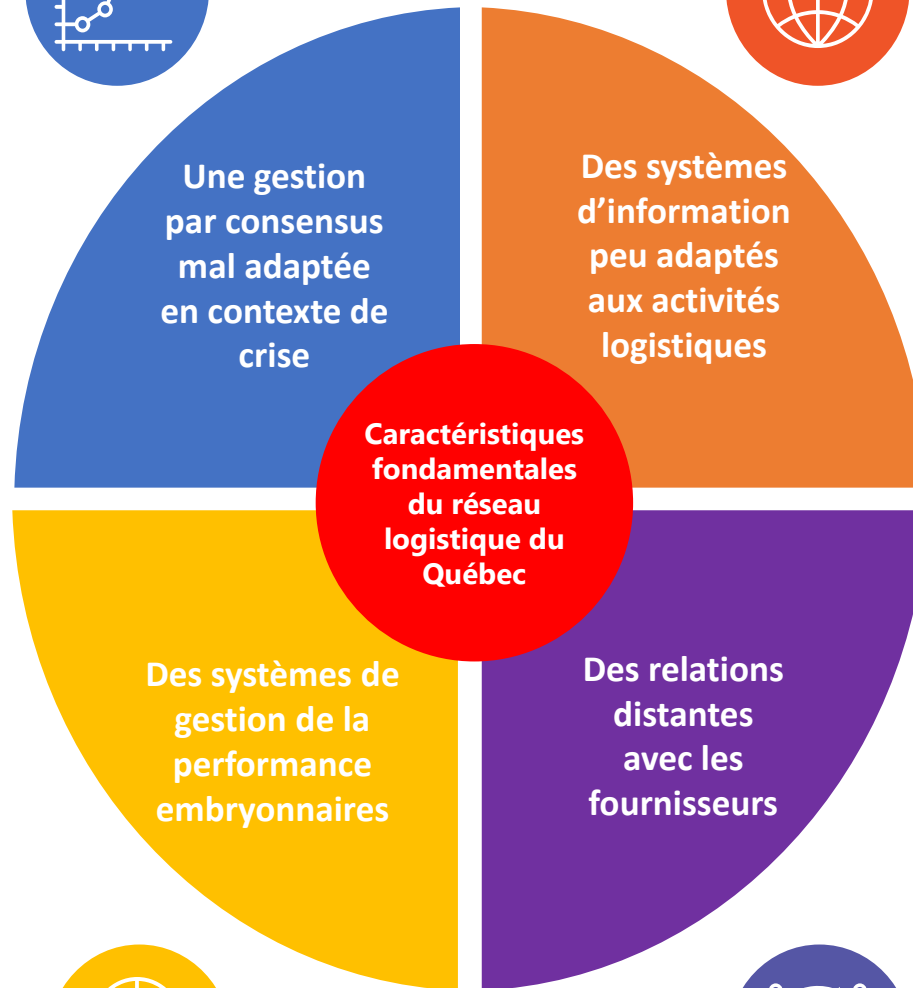 Une gestion
par consensus
mal adaptée
en contexte de
crise
Des systèmes
d’information
peu adaptés
aux activités
logistiques
Caractéristiques
fondamentales
du réseau
logistique du
Québec
Des systèmes de
gestion de la
performance
embryonnaires
Des relations
distantes
avec les
fournisseurs